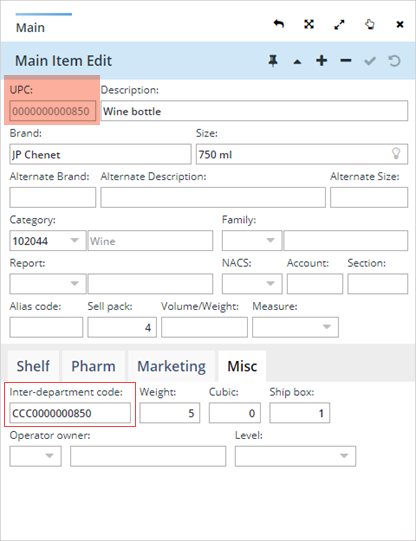 Main
Main Item Edit
UPC: Description:
0000000000850 Wine bottle
Brand: Size:
JP Chenet 750 ml
Alternate Brand: Alternate Description: Alternate Size:
Category: Family:
102044 Wine
Report: NACS: Account: Section:
Alias code: Sell pack: Volume/Weight: Measure:
4
Shelf Pharm Marketing Misc
Inter-department code: Weight: Cubic: Ship box:
CCC0000000850 5 0 1
Operator owner: Level: